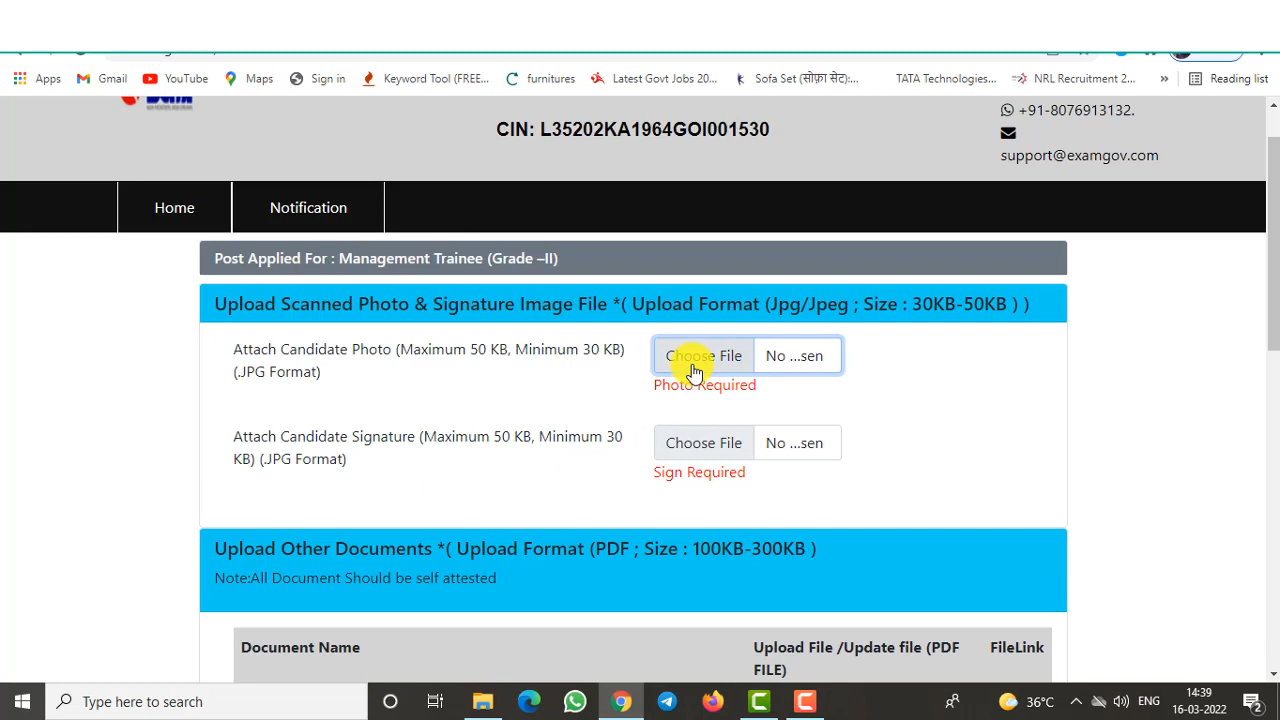 Apps Gmail YouTube Maps Sign in Keyword Tool (FREE... furnitures Latest Govt Jobs 20... Sofa Set (सोफ़ा सेट):... TATA Technologies... NRL Recruitment 2... » Reading list
+91-8076913132.
CIN: L35202KA1964GOI001530
support@examgov.com
Home Notification
Post Applied For : Management Trainee (Grade –II)
Upload Scanned Photo & Signature Image File *( Upload Format (Jpg/Jpeg ; Size : 30KB-50KB ) )
Attach Candidate Photo (Maximum 50 KB, Minimum 30 KB)
(.JPG Format)
Choose File No ...sen
Photo Required
Attach Candidate Signature (Maximum 50 KB, Minimum 30
KB) (.JPG Format)
Choose File No ...sen
Sign Required
Upload Other Documents *( Upload Format (PDF ; Size : 100KB-300KB )
Note:All Document Should be self attested
Document Name
Upload File /Update file (PDF
FILE)
FileLink
Type here to search
36°C
ENG
14:39
16-03-2022
2